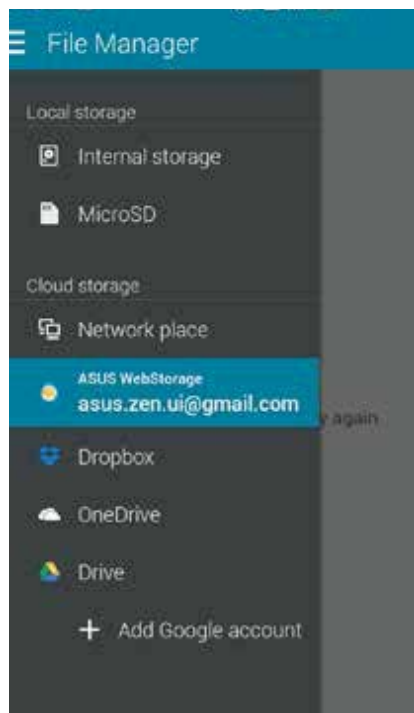 File Manager
Local storage
Internal storage
MicroSD
Cloud storage
Network place
ASUS WebStorage
asus.zen.ui@gmail.com
again
Dropbox
OneDrive
Drive
Add Google account